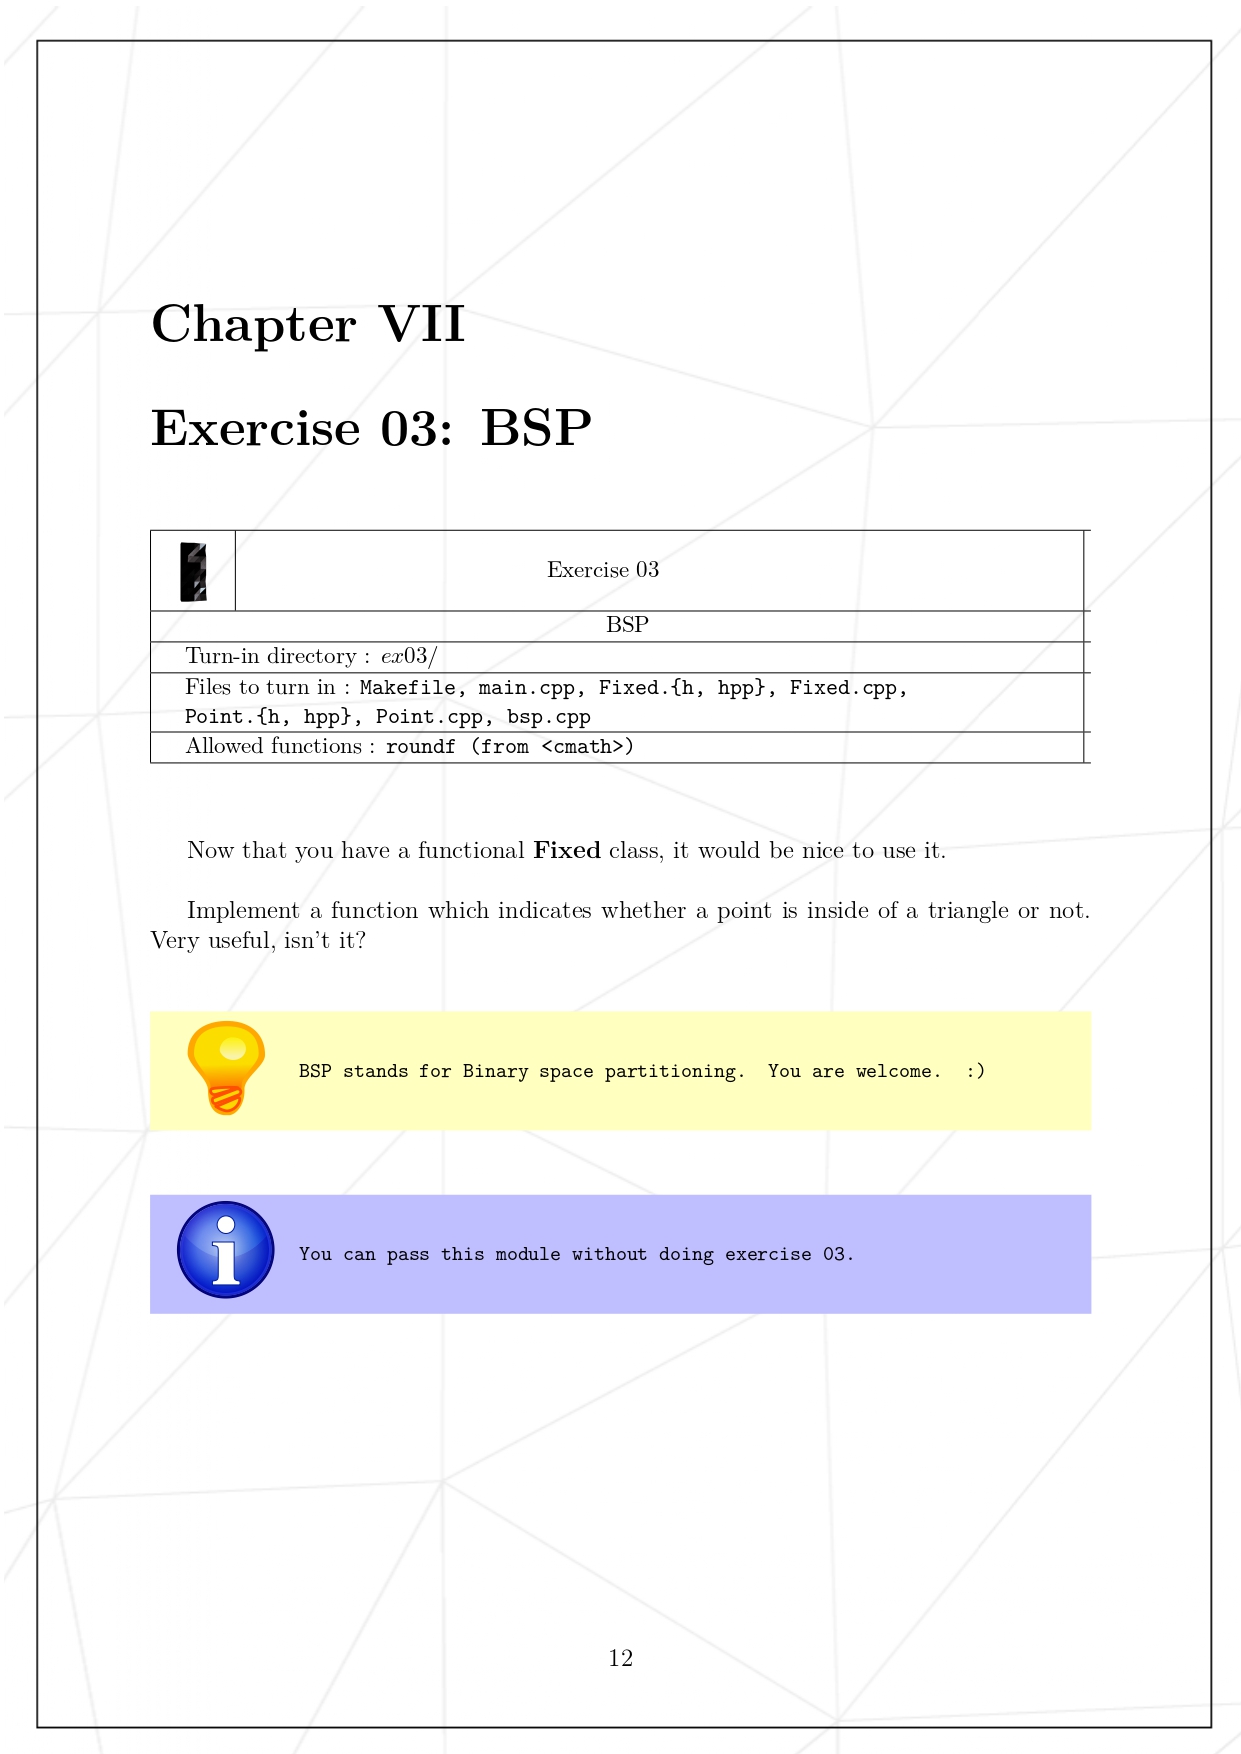 Chapter VII
Exercise 03: BSP
Exercise 03
BSP
Turn-in directory : ex03/
Files to turn in : Makefile, main.cpp, Fixed.{h, hpp}, Fixed.cpp,
Point.{h, hpp}, Point.cpp, bsp.cpp
Allowed functions : roundf (from <cmath>)
Now that you have a functional Fixed class, it would be nice to use it.
Implement a function which indicates whether a point is inside of a triangle or not.
Very useful, isn't it?
BSP stands for Binary space partitioning. You are welcome. :)
You can pass this module without doing exercise 03.
12